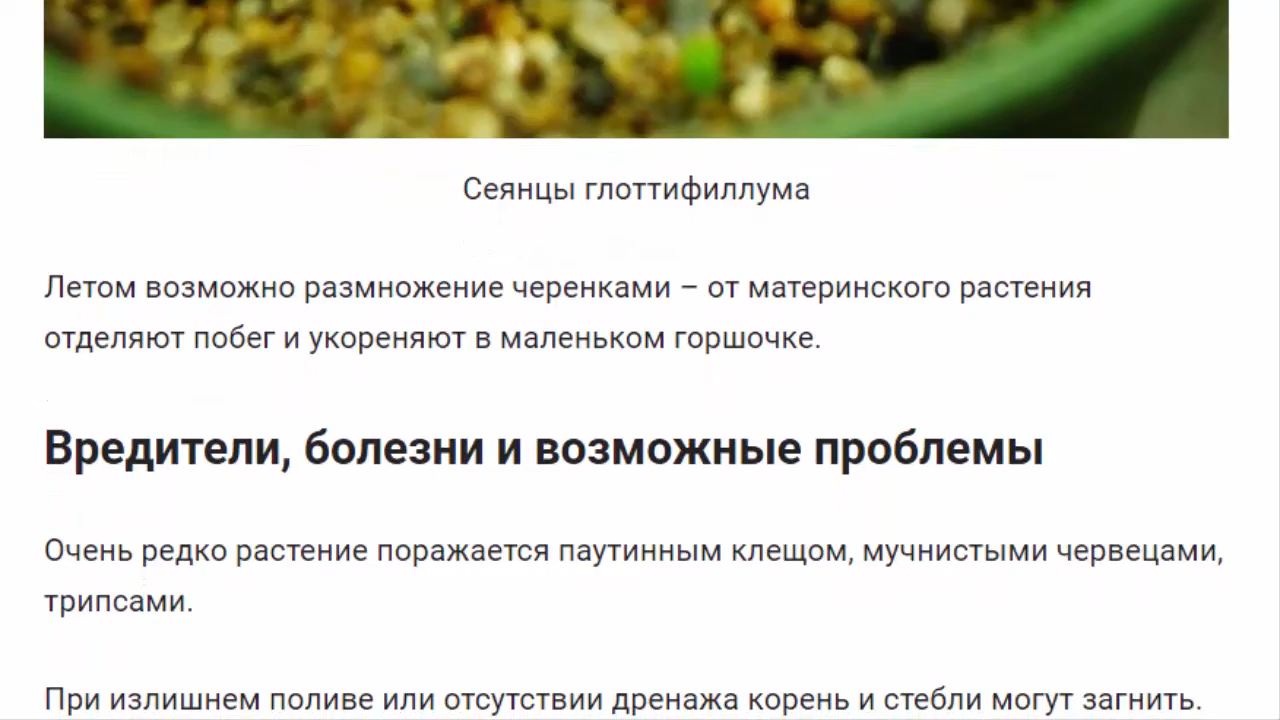 Сеянцы глоттифиллума
Летом возможно размножение черенками – от материнского растения
отделяют побег и укореняют в маленьком горшочке.
Вредители, болезни и возможные проблемы
Очень редко растение поражается паутинным клещом, мучнистыми червецами,
трипсами.
При излишнем поливе или отсутствии дренажа корень и стебли могут загнить.